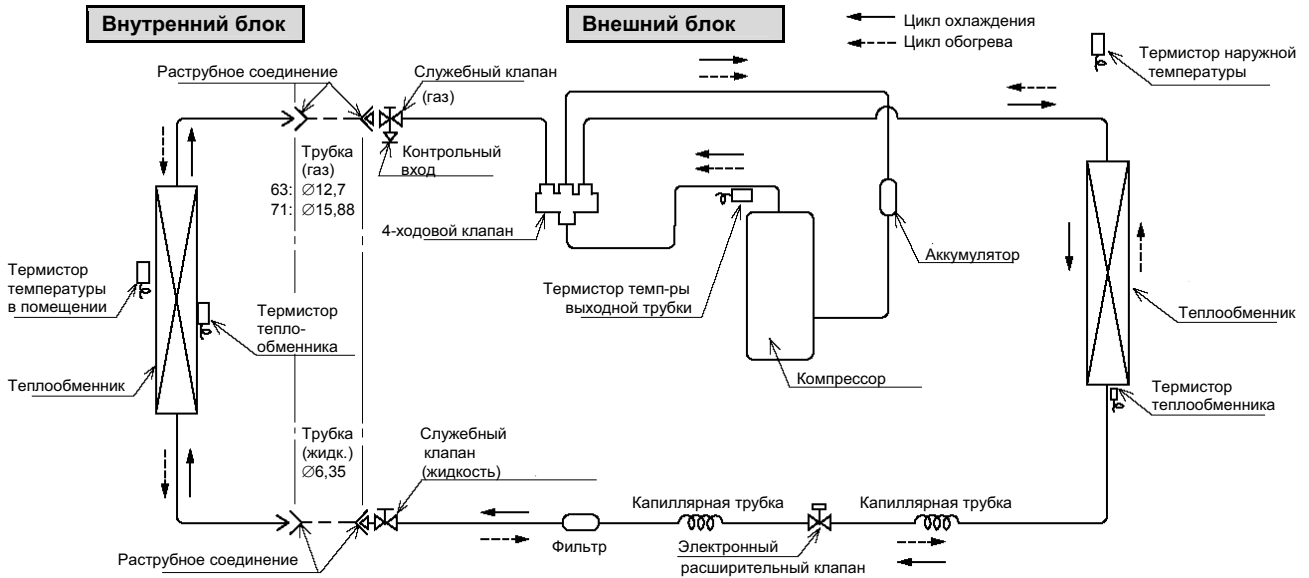 Внутренний блок
Внешний блок
Цикл охлаждения
Цикл обогрева
Термистор наружной
температуры
Раструбное соединение
Служебный клапан
(газ)
Трубка
(газ)
63: ∅12,7
71: ∅15,88
Контрольный
вход
4-ходовой клапан
Аккумулятор
Термистор
температуры
в помещении
Термистор темп-ры
выходной трубки
Термистор
тепло-
обменника
Теплообменник
Теплообменник
Компрессор
Термистор
теплообменника
Трубка
(жидк.)
∅6,35
Служебный
клапан
(жидкость)
Капиллярная трубка
Капиллярная трубка
Раструбное соединение
Фильтр
Электронный
расширительный клапан